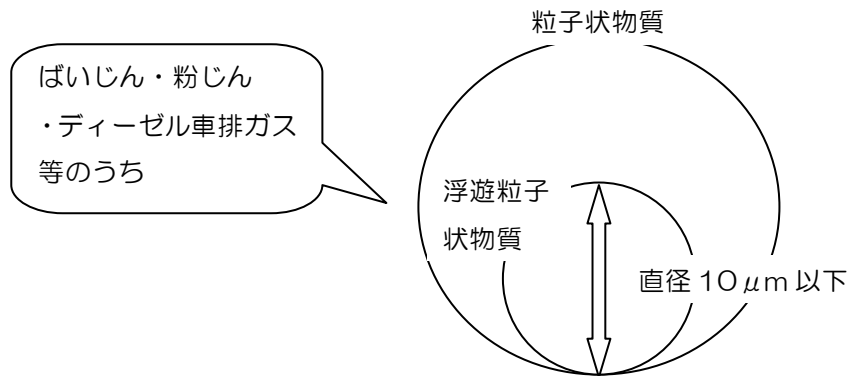 粒子状物質
ばいじん・粉じん
・ディーゼル車排ガス
等のうち
浮遊粒子
状物質
直径10μm以下